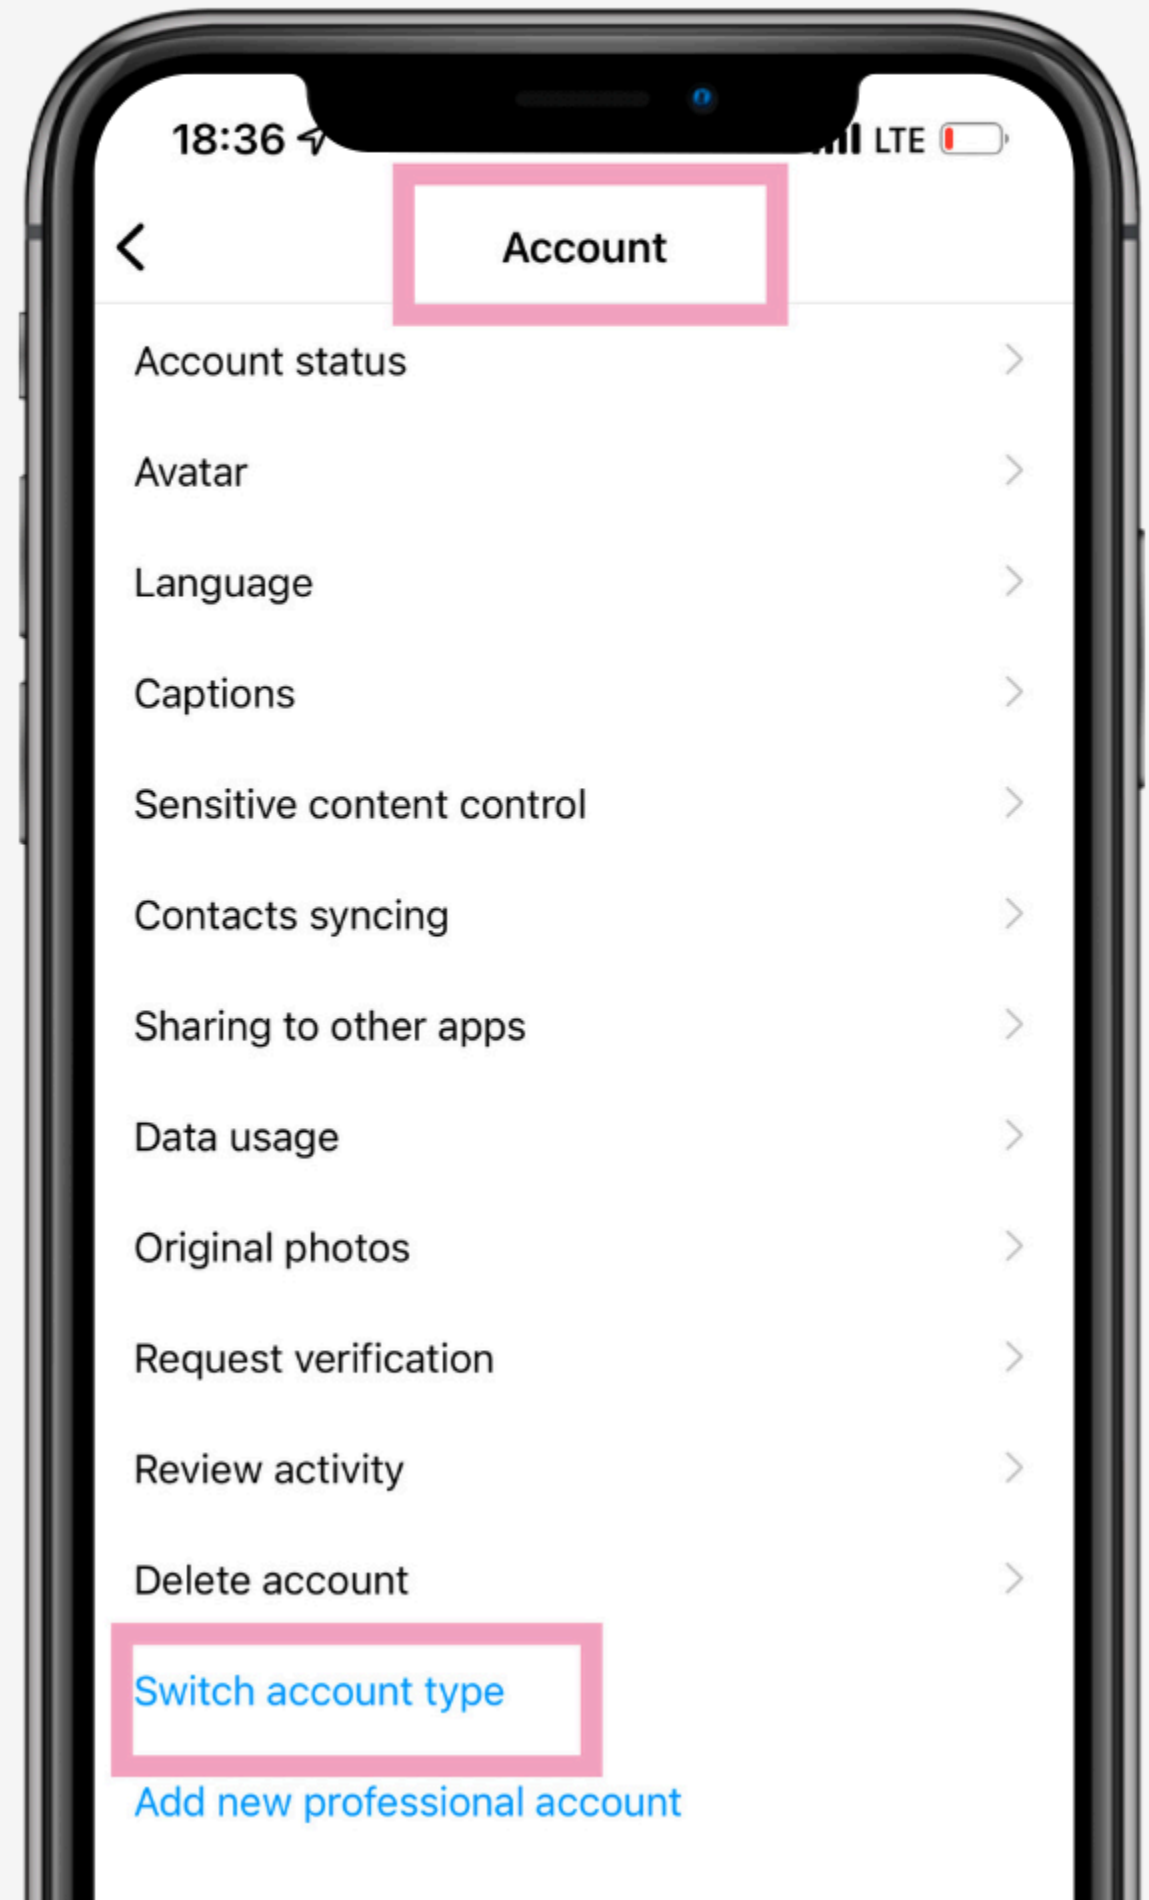 18:36 LTE
Account
Account status
Avatar
Language
Captions
Sensitive content control
Contacts syncing
Sharing to other apps
Data usage
Original photos
Request verification
Review activity
Delete account
Switch account type
Add new professional account